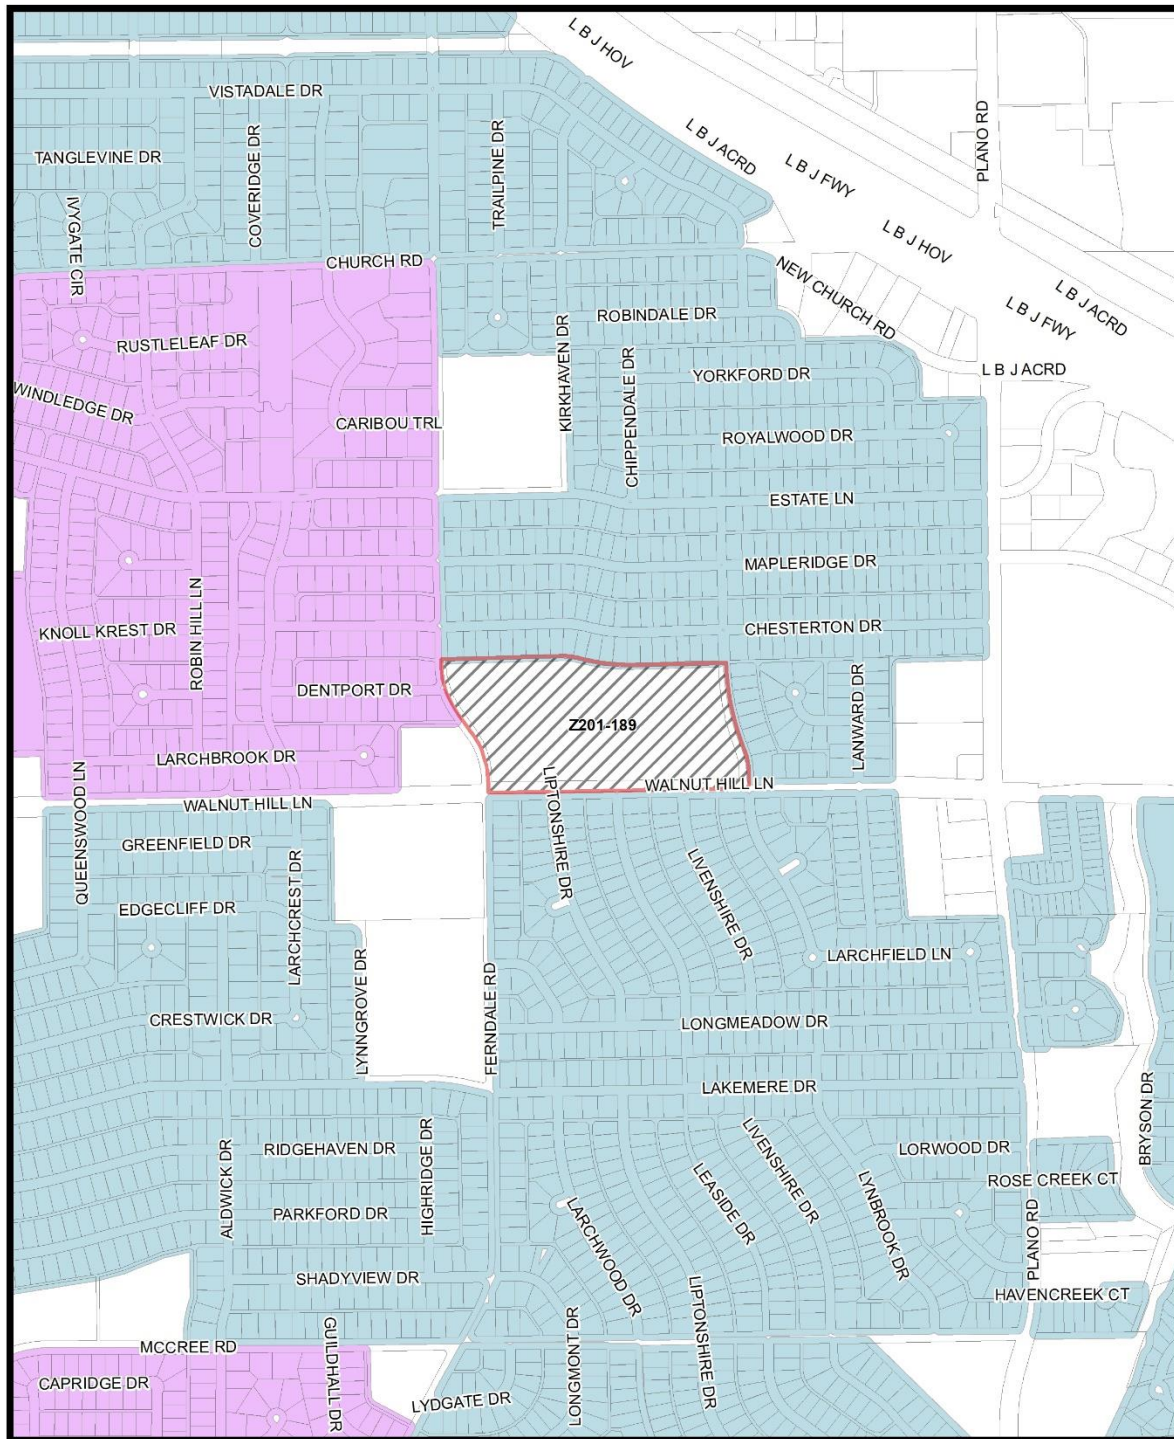 L B J HOV
VISTADALE DR
PLANO RD
L B J ACRD
TANGLEVINE DR
COVERIDGE DR
TRAILPINE DR
L B J FWY
IVYGATE CIR
L B J HOV
CHURCH RD
NEW CHURCH RD
L B J ACRD
L B J FWY
ROBINDALE DR
RUSTLELEAF DR
KIRKHAVEN DR
CHIPPENDALE DR
L B J ACRD
YORKFORD DR
WINDLEDGE DR
CARIBOU TRL
ROYALWOOD DR
ESTATE LN
MAPLERIDGE DR
KNOLL KREST DR
ROBIN HILL LN
CHESTERTON DR
DENTPORT DR
LANWARD DR
Z201-189
LARCHBROOK DR
WALNUT HILL LN
WALNUT HILL LN
QUEENSWOOD LN
GREENFIELD DR
LIPTONSHIRE DR
LARCHCREST DR
LIVENSHIRE DR
EDGECLIFF DR
LARCHFIELD LN
LYNNGROVE DR
FERNDALE RD
CRESTWICK DR
LONGMEADOW DR
LAKEMERE DR
BRYSON DR
RIDGEHAVEN DR
HIGHRIDGE DR
LIVENSHIRE DR
LORWOOD DR
ALDWICK DR
LEASIDE DR
ROSE CREEK CT
PARKFORD DR
LARCHWOOD DR
LYNBROOK DR
PLANO RD
SHADYVIEW DR
HAVENCREEK CT
MCCREE RD
GUILDHALL DR
LONGMONT DR
LIPTONSHIRE DR
CAPRIDGE DR
LYDGATE DR